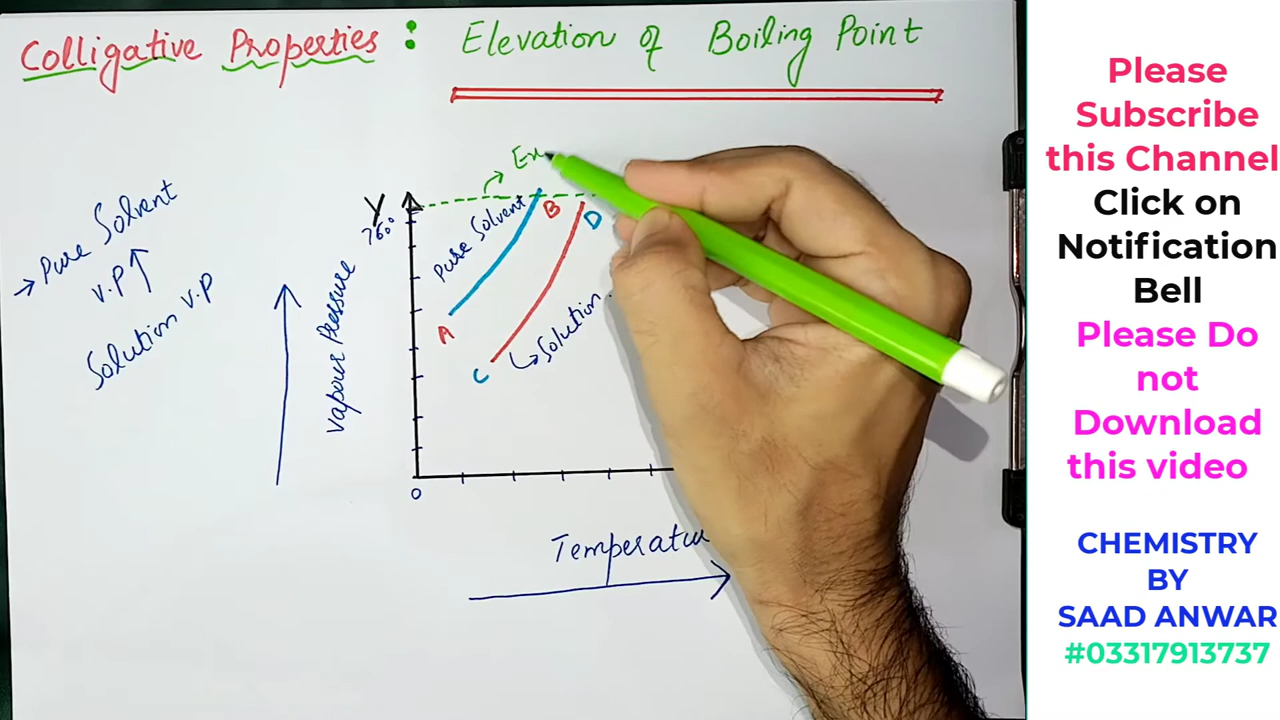 Colligative Properties : Elevation of Boiling Point
→ Pure Solvent
V.P ↑
Solution V.P
Y
760
Vapour Pressure
Ex
Pure Solvent
A
B
C
D
Solution
0
Temperatur
Please
Subscribe
this Channel
Click on
Notification
Bell
Please Do
not
Download
this video
CHEMISTRY
BY
SAAD ANWAR
#03317913737